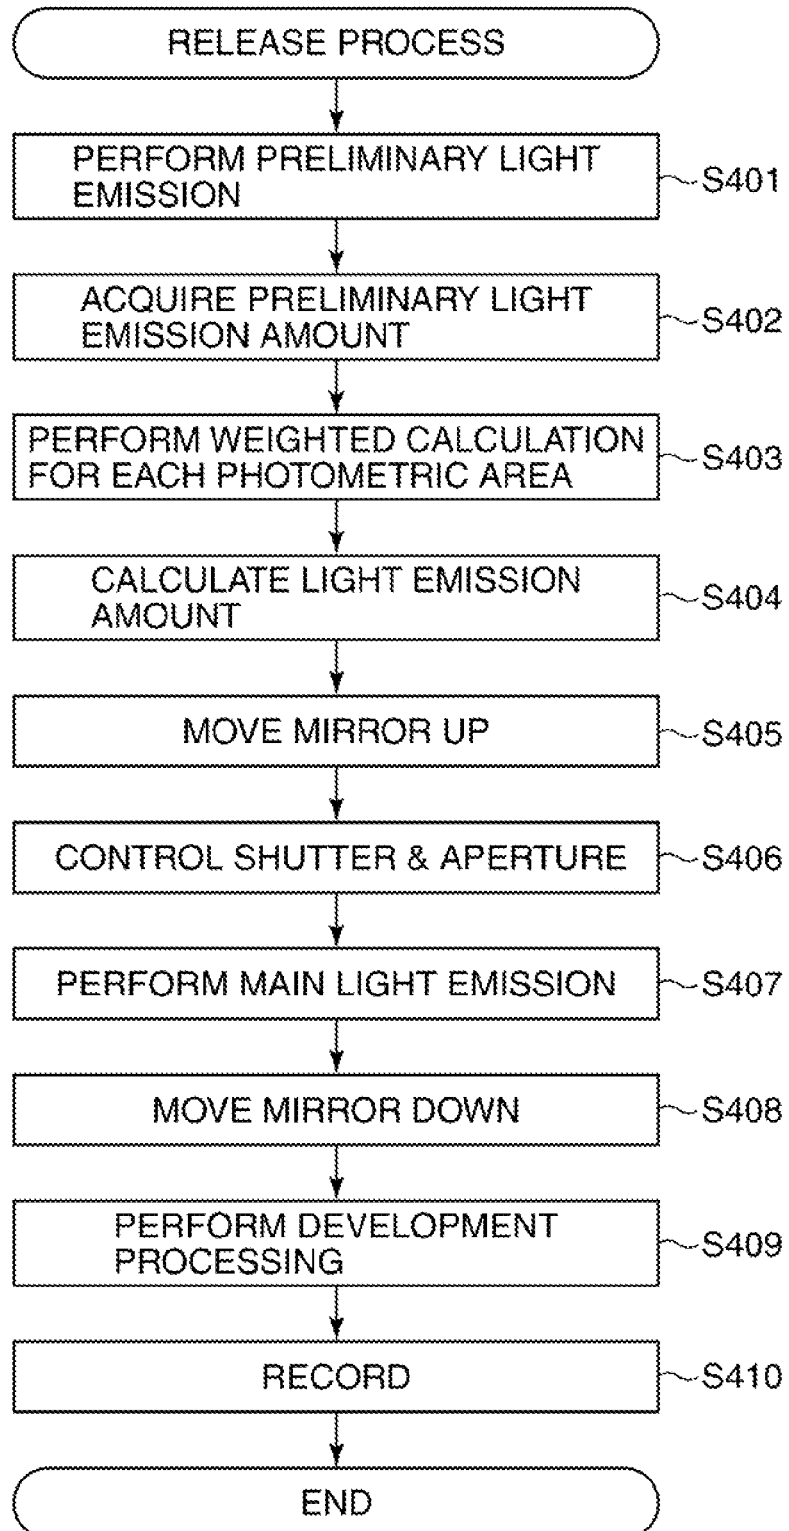 RELEASE PROCESS
PERFORM PRELIMINARY LIGHT
EMISSION
S401
ACQUIRE PRELIMINARY LIGHT
EMISSION AMOUNT
S402
PERFORM WEIGHTED CALCULATION
FOR EACH PHOTOMETRIC AREA
S403
CALCULATE LIGHT EMISSION
AMOUNT
S404
MOVE MIRROR UP
S405
CONTROL SHUTTER & APERTURE
S406
PERFORM MAIN LIGHT EMISSION
S407
MOVE MIRROR DOWN
S408
PERFORM DEVELOPMENT
PROCESSING
S409
RECORD
S410
END